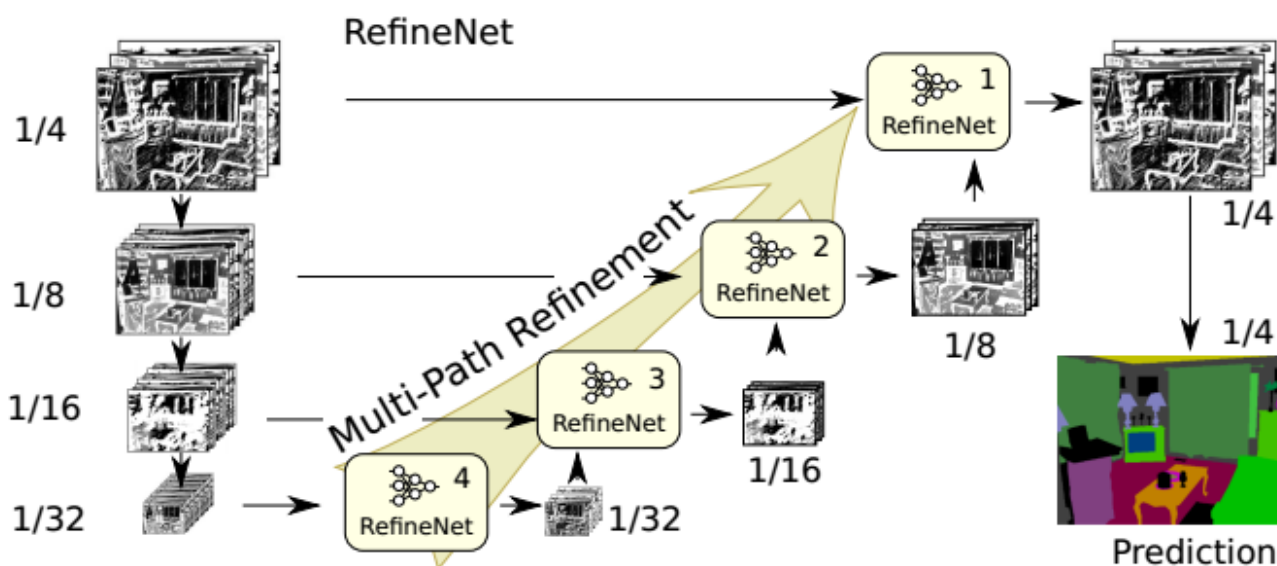 RefineNet
1/4
1
RefineNet
1/4
1/8
Multi-Path Refinement
2
RefineNet
1/8
1/4
1/16
3
RefineNet
1/16
1/32
4
RefineNet
1/32
Prediction